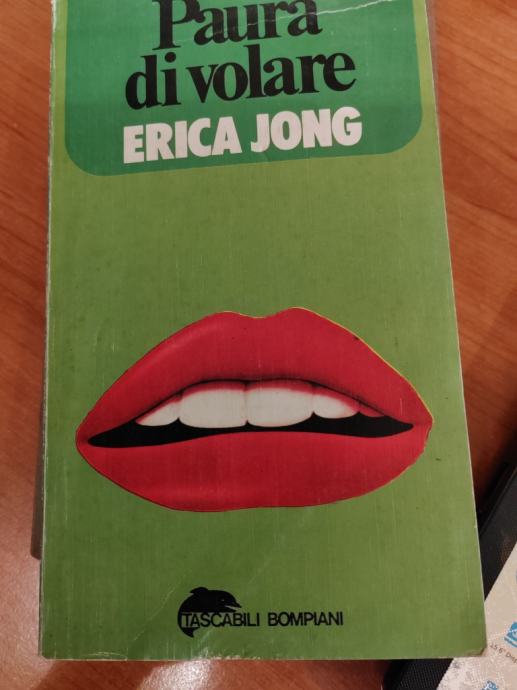 Paura
di volare
ERICA JONG
TASCABILI BOMPIANI